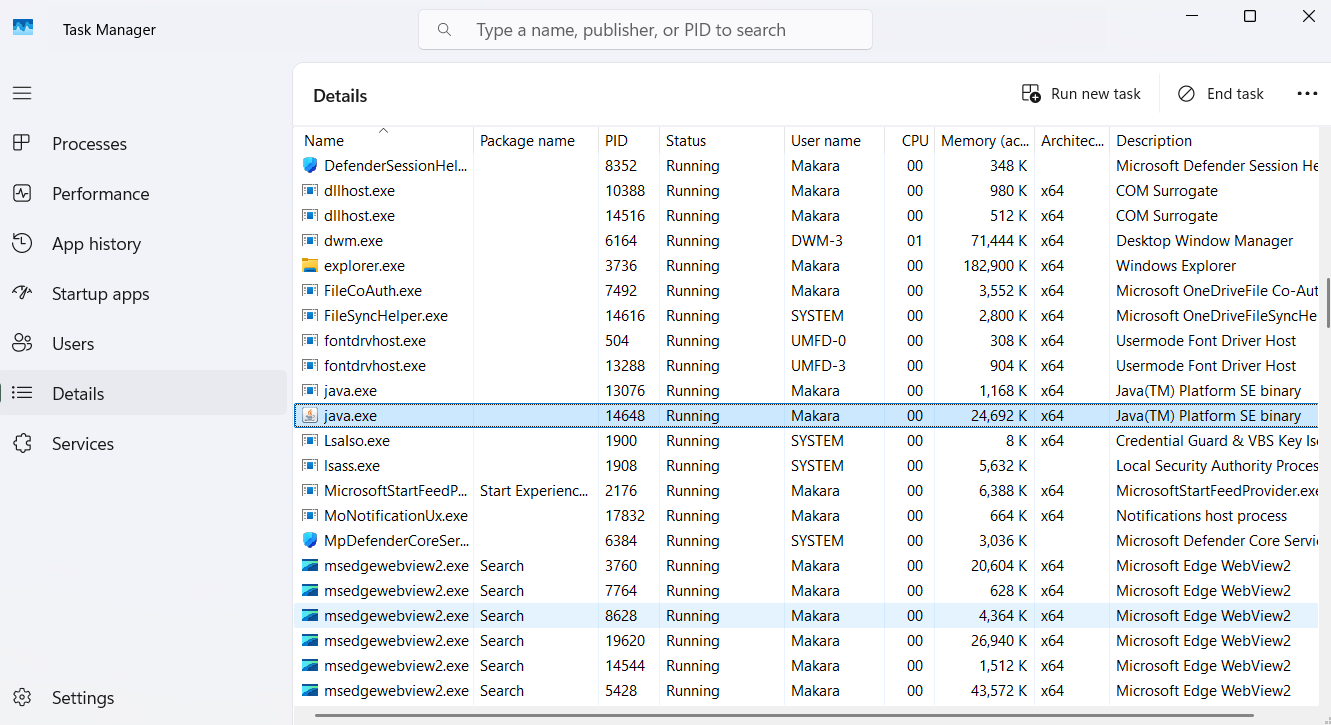 Task Manager
Type a name, publisher, or PID to search
Details
Run new task
End task
Processes
Performance
App history
Startup apps
Users
Details
Services
Settings
Name Package name PID Status User name CPU Memory (ac... Architec... Description
DefenderSessionHel... 8352 Running Makara 00 348 K Microsoft Defender Session He
dllhost.exe 10388 Running Makara 00 980 K x64 COM Surrogate
dllhost.exe 14516 Running Makara 00 512 K x64 COM Surrogate
dwm.exe 6164 Running DWM-3 01 71,444 K x64 Desktop Window Manager
explorer.exe 3736 Running Makara 00 182,900 K x64 Windows Explorer
FileCoAuth.exe 7492 Running Makara 00 3,552 K x64 Microsoft OneDriveFile Co-Aut
FileSyncHelper.exe 14616 Running SYSTEM 00 2,800 K x64 Microsoft OneDriveFileSyncHe
fontdrvhost.exe 504 Running UMFD-0 00 308 K x64 Usermode Font Driver Host
fontdrvhost.exe 13288 Running UMFD-3 00 904 K x64 Usermode Font Driver Host
java.exe 13076 Running Makara 00 1,168 K x64 Java(TM) Platform SE binary
java.exe 14648 Running Makara 00 24,692 K x64 Java(TM) Platform SE binary
LsaIso.exe 1900 Running SYSTEM 00 8 K x64 Credential Guard & VBS Key Iso
lsass.exe 1908 Running SYSTEM 00 5,632 K Local Security Authority Proces
MicrosoftStartFeedP... Start Experienc... 2176 Running Makara 00 6,388 K x64 MicrosoftStartFeedProvider.exe
MoNotificationUx.exe 17832 Running Makara 00 664 K x64 Notifications host process
MpDefenderCoreSer... 6384 Running SYSTEM 00 3,036 K Microsoft Defender Core Servi
msedgewebview2.exe Search 3760 Running Makara 00 20,604 K x64 Microsoft Edge WebView2
msedgewebview2.exe Search 7764 Running Makara 00 628 K x64 Microsoft Edge WebView2
msedgewebview2.exe Search 8628 Running Makara 00 4,364 K x64 Microsoft Edge WebView2
msedgewebview2.exe Search 19620 Running Makara 00 26,940 K x64 Microsoft Edge WebView2
msedgewebview2.exe Search 14544 Running Makara 00 1,512 K x64 Microsoft Edge WebView2
msedgewebview2.exe Search 5428 Running Makara 00 43,572 K x64 Microsoft Edge WebView2